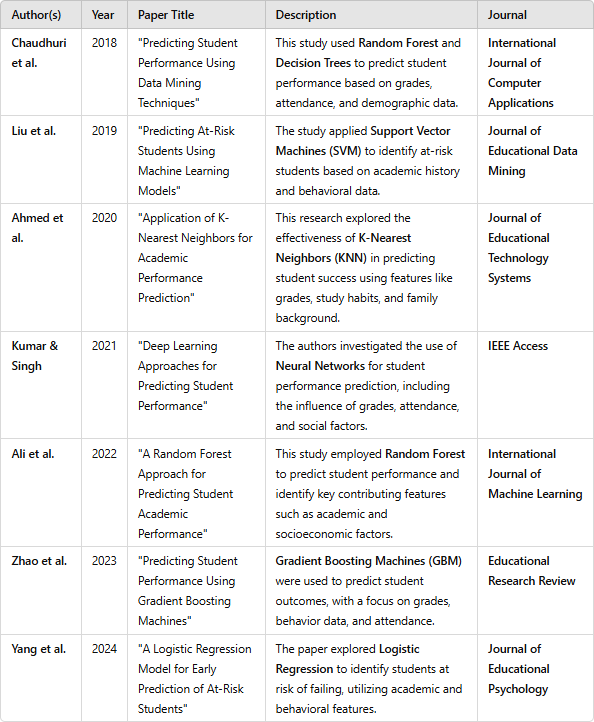 Author(s) Year Paper Title Description Journal
Chaudhuri et al. 2018 "Predicting Student Performance Using Data Mining Techniques" This study used Random Forest and Decision Trees to predict student performance based on grades, attendance, and demographic data. International Journal of Computer Applications
Liu et al. 2019 "Predicting At-Risk Students Using Machine Learning Models" The study applied Support Vector Machines (SVM) to identify at-risk students based on academic history and behavioral data. Journal of Educational Data Mining
Ahmed et al. 2020 "Application of K-Nearest Neighbors for Academic Performance Prediction" This research explored the effectiveness of K-Nearest Neighbors (KNN) in predicting student success using features like grades, study habits, and family background. Journal of Educational Technology Systems
Kumar & Singh 2021 "Deep Learning Approaches for Predicting Student Performance" The authors investigated the use of Neural Networks for student performance prediction, including the influence of grades, attendance, and social factors. IEEE Access
Ali et al. 2022 "A Random Forest Approach for Predicting Student Academic Performance" This study employed Random Forest to predict student performance and identify key contributing features such as academic and socioeconomic factors. International Journal of Machine Learning
Zhao et al. 2023 "Predicting Student Performance Using Gradient Boosting Machines" Gradient Boosting Machines (GBM) were used to predict student outcomes, with a focus on grades, behavior data, and attendance. Educational Research Review
Yang et al. 2024 "A Logistic Regression Model for Early Prediction of At-Risk Students" The paper explored Logistic Regression to identify students at risk of failing, utilizing academic and behavioral features. Journal of Educational Psychology